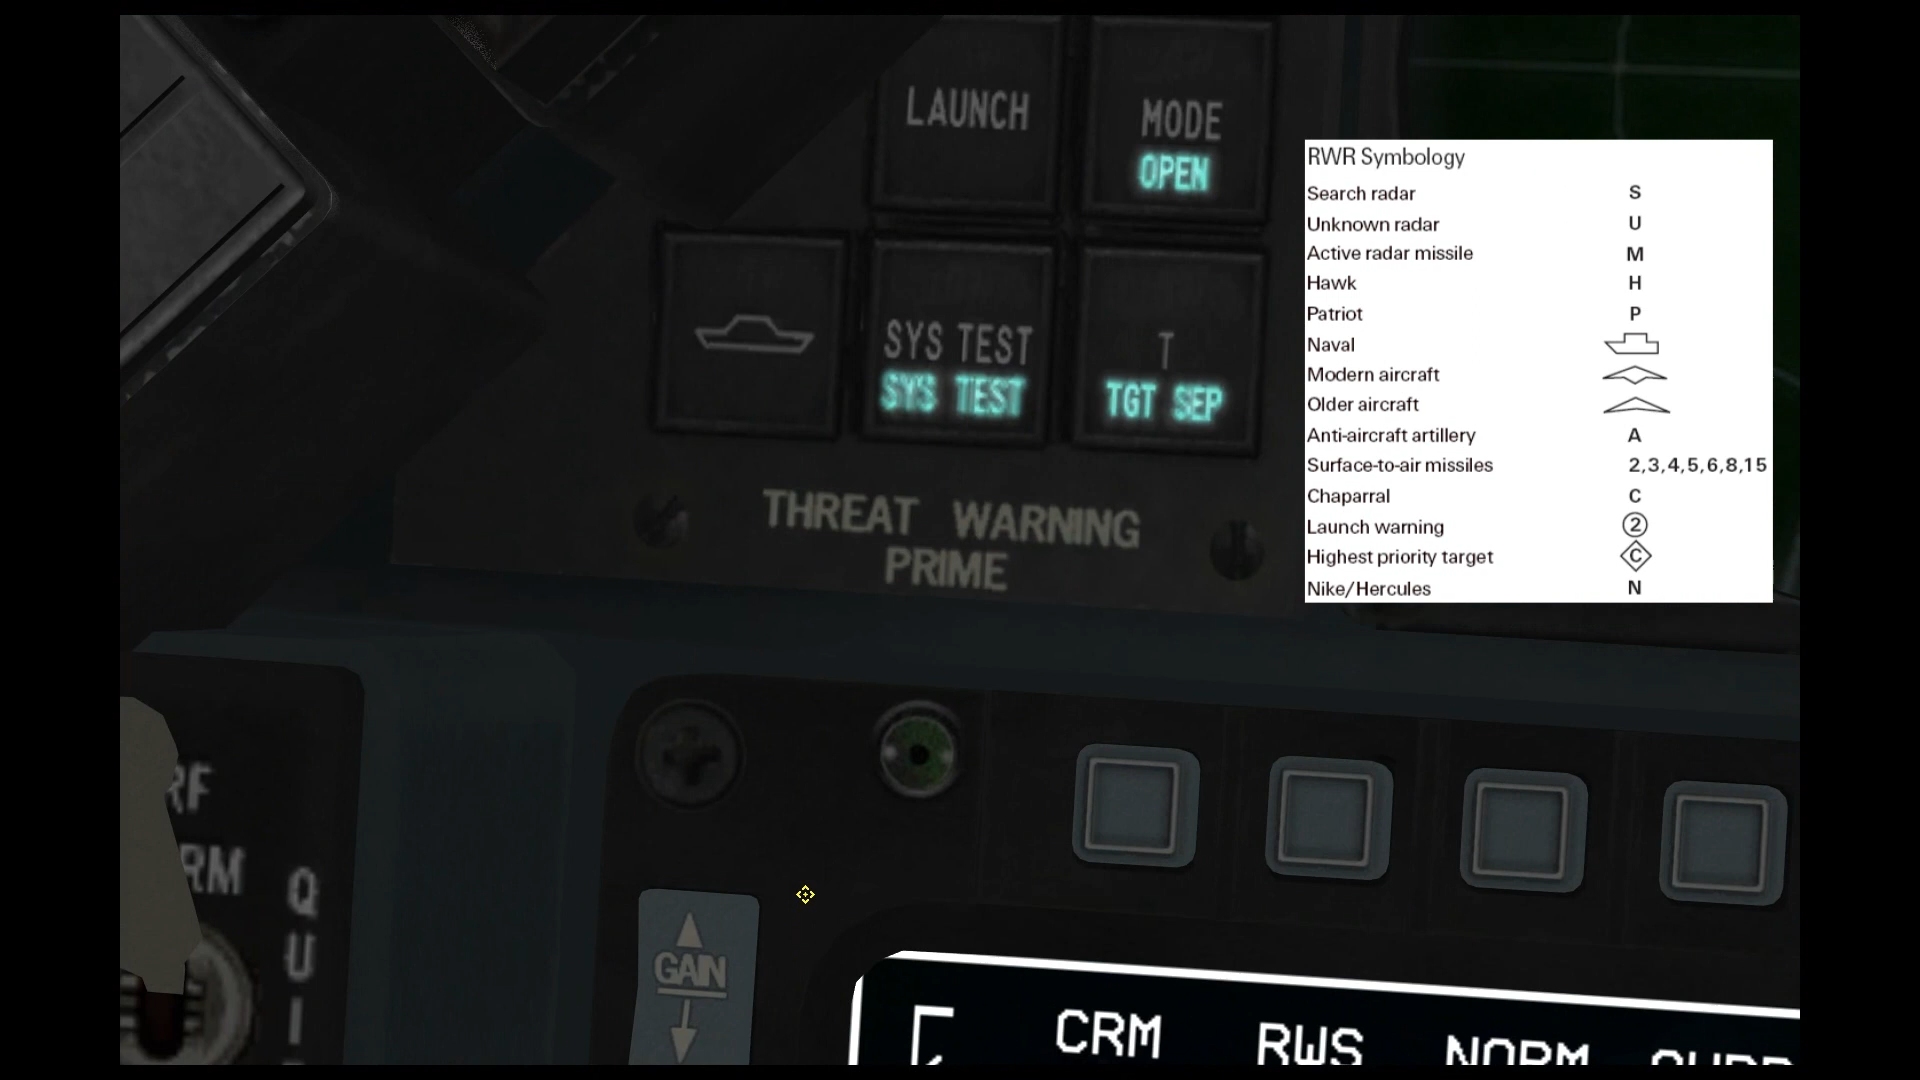 LAUNCH
MODE
OPEN
SYS TEST
SYS TEST
T
TGT SEP
THREAT WARNING
PRIME
RWR Symbology
Search radar S
Unknown radar U
Active radar missile M
Hawk H
Patriot P
Naval
Modern aircraft
Older aircraft
Anti-aircraft artillery A
Surface-to-air missiles 2,3,4,5,6,8,15
Chaparral C
Launch warning 2
Highest priority target C
Nike/Hercules N
RF
Q
U
I
GAIN
CRM RWS NORM